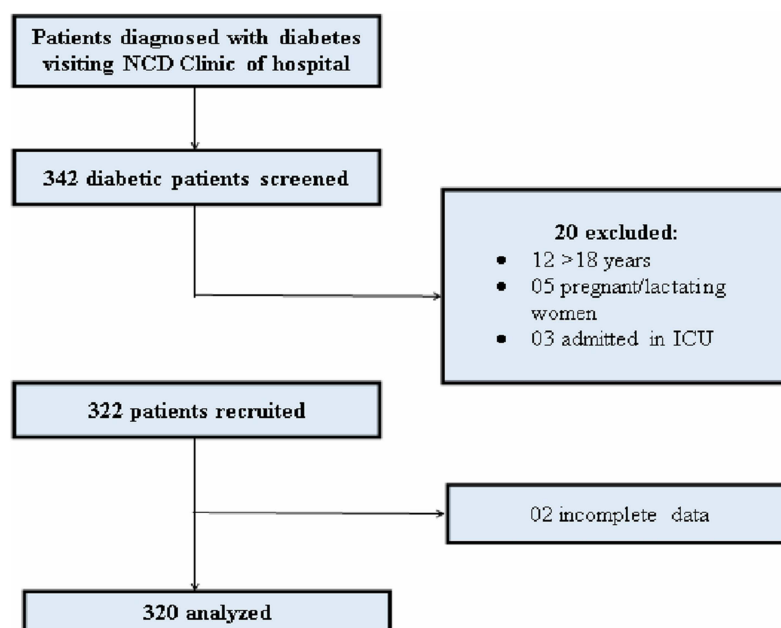 Patients diagnosed with diabetes
visiting NCD Clinic of hospital
342 diabetic patients screened
20 excluded:
• 12 >18 years
• 05 pregnant/lactating
women
• 03 admitted in ICU
322 patients recruited
02 incomplete data
320 analyzed